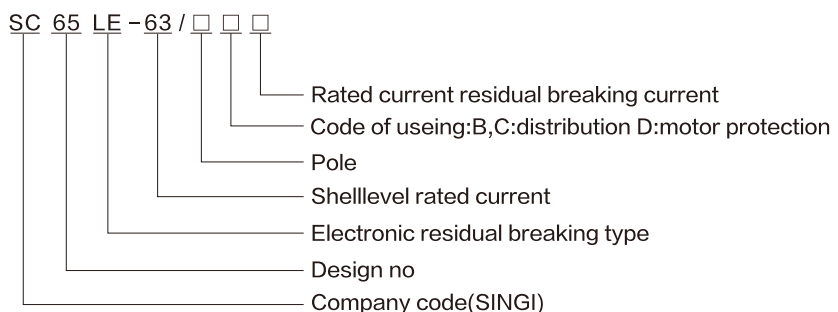 SC 65 LE -63 / □ □ □
Rated current residual breaking current
Code of useing:B,C:distribution D:motor protection
Pole
Shelllevel rated current
Electronic residual breaking type
Design no
Company code(SINGI)